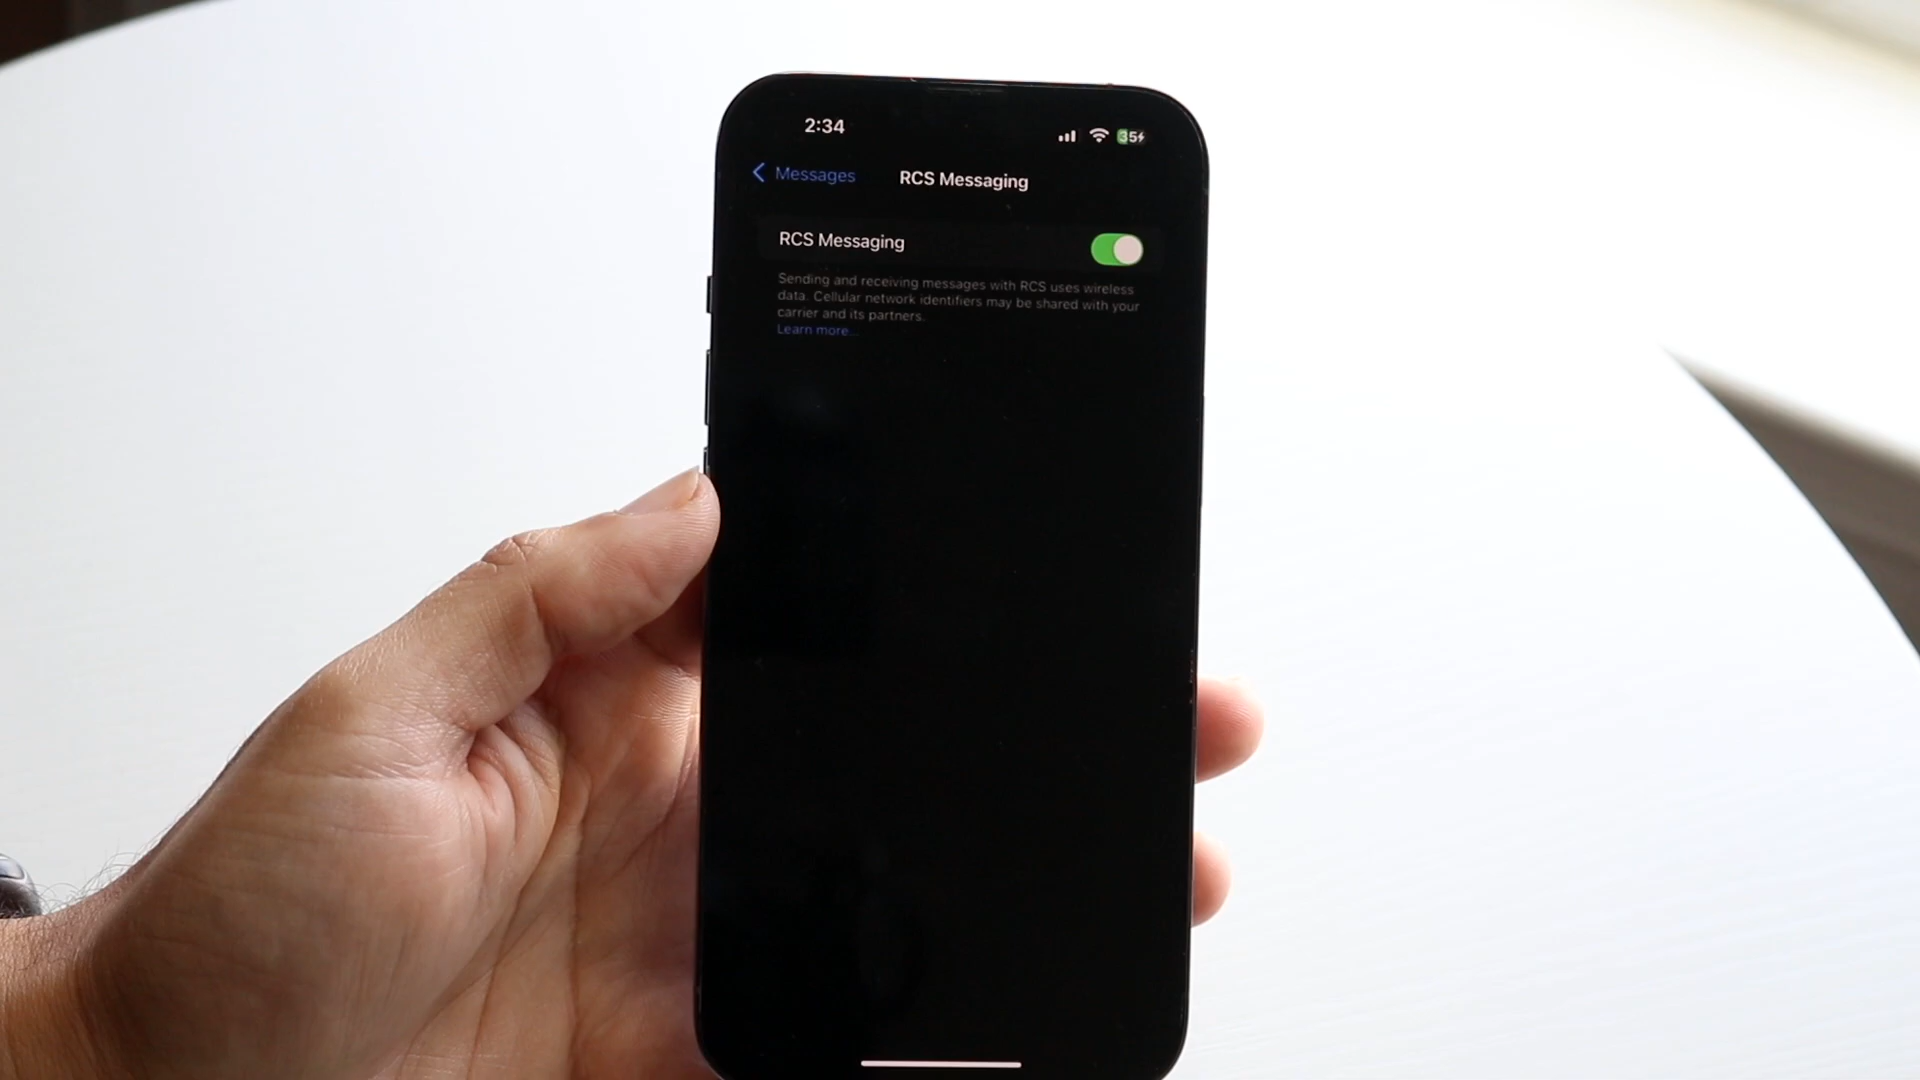 2:34
35
Messages
RCS Messaging
RCS Messaging
Sending and receiving messages with RCS uses wireless
data. Cellular network identifiers may be shared with your
carrier and its partners.
Learn more...